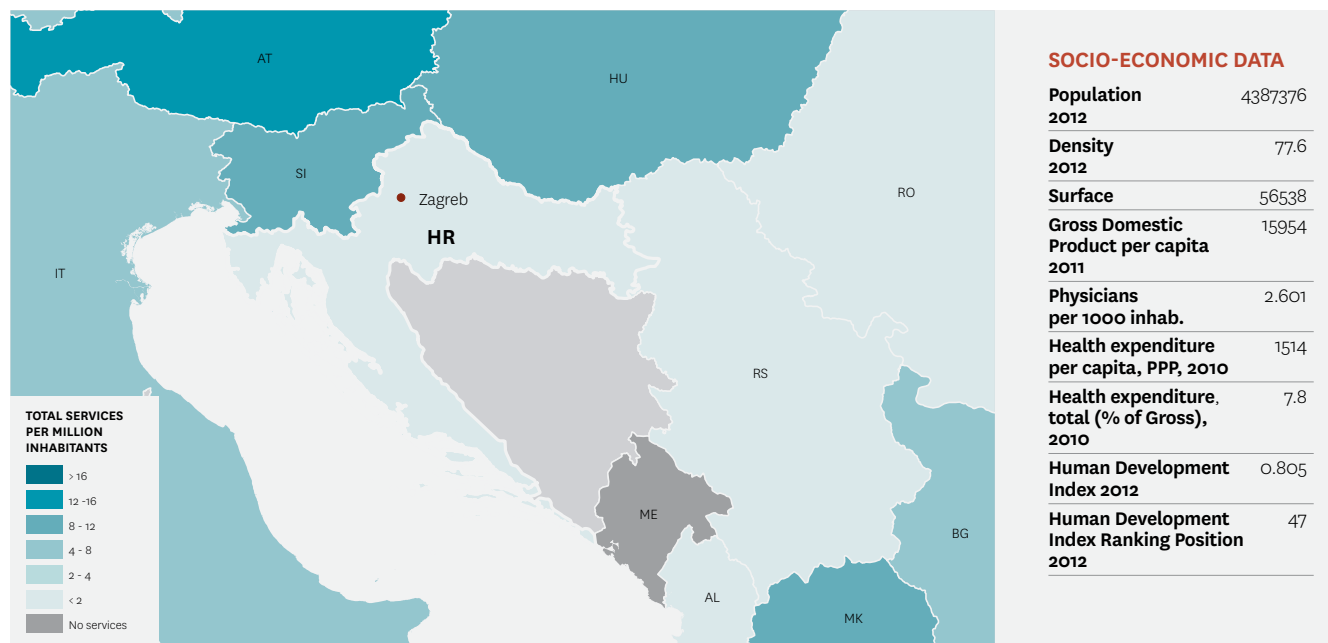 AT
HU
SI
Zagreb
RO
HR
IT
RS
ME
BG
AL
MK
TOTAL SERVICES
PER MILLION
INHABITANTS
> 16
12 -16
8 - 12
4 - 8
2 - 4
< 2
No services
SOCIO-ECONOMIC DATA
Population 4387376
2012
Density 77.6
2012
Surface 56538
Gross Domestic 15954
Product per capita
2011
Physicians 2.601
per 1000 inhab.
Health expenditure 1514
per capita, PPP, 2010
Health expenditure, 7.8
total (% of Gross),
2010
Human Development 0.805
Index 2012
Human Development 47
Index Ranking Position
2012